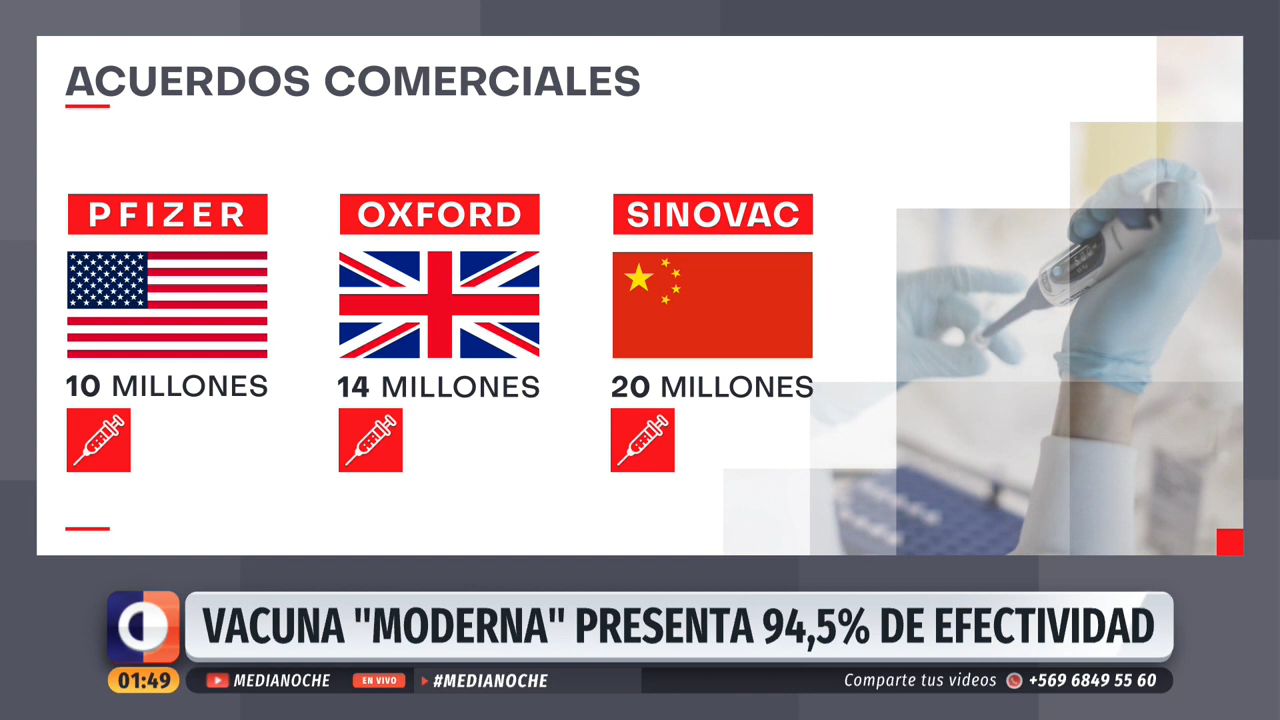 ACUERDOS COMERCIALES
PFIZER
OXFORD
SINOVAC
10 MILLONES
14 MILLONES
20 MILLONES
VACUNA "MODERNA" PRESENTA 94,5% DE EFECTIVIDAD
01:49
MEDIANOCHE
EN VIVO
#MEDIANOCHE
Comparte tus videos
+569 6849 55 60